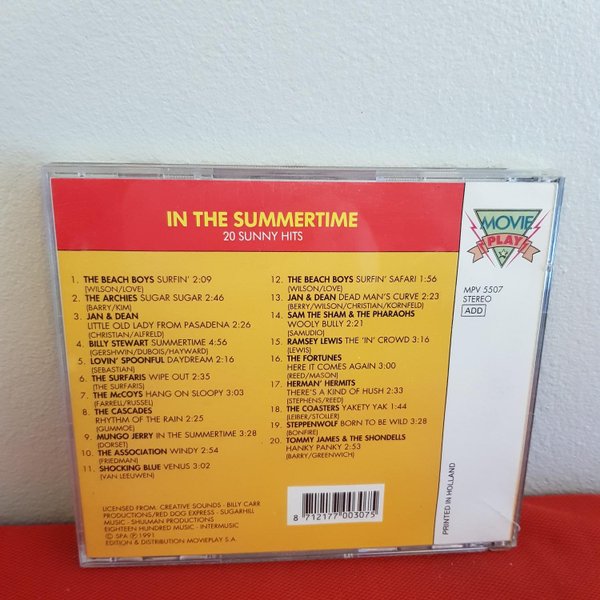 IN THE SUMMERTIME
20 SUNNY HITS
1. THE BEACH BOYS SURFIN' 2:09
(WILSON/LOVE)
2. THE ARCHIES SUGAR SUGAR 2:46
(BARRY/KIM)
3. JAN & DEAN
LITTLE OLD LADY FROM PASADENA 2:26
(CHRISTIAN/ALFRELD)
4. BILLY STEWART SUMMERTIME 4:56
(GERSHWIN/DUBOIS/HAYWARD)
5. LOVIN' SPOONFUL DAYDREAM 2:16
(SEBASTIAN)
6. THE SURFARIS WIPE OUT 2:35
(THE SURFARIS)
7. THE McCOYS HANG ON SLOOPY 3:03
(FARRELL/RUSSEL)
8. THE CASCADES
RHYTHM OF THE RAIN 2:25
(GUMMOE)
9. MUNGO JERRY IN THE SUMMERTIME 3:28
(DORSET)
10. THE ASSOCIATION WINDY 2:54
(FRIEDMAN)
11. SHOCKING BLUE VENUS 3:02
(VAN LEEUWEN)
12. THE BEACH BOYS SURFIN' SAFARI 1:56
(WILSON/LOVE)
13. JAN & DEAN DEAD MAN'S CURVE 2:23
(BERRY/WILSON/CHRISTIAN/KORNFELD)
14. SAM THE SHAM & THE PHARAOHS
WOOLY BULLY 2:21
(SAMUDIO)
15. RAMSEY LEWIS THE 'IN' CROWD 3:16
(LEWIS)
16. THE FORTUNES
HERE IT COMES AGAIN 3:00
(REED/MASON)
17. HERMAN' HERMITS
THERE'S A KIND OF HUSH 2:33
(STEPHENS/REED)
18. THE COASTERS YAKETY YAK 1:44
(LEIBER/STOLLER)
19. STEPPENWOLF BORN TO BE WILD 3:28
(BONFIRE)
20. TOMMY JAMES & THE SHONDELLS
HANKY PANKY 2:53
(BARRY/GREENWICH)
LICENSED FROM: CREATIVE SOUNDS - BILLY CARR
PRODUCTIONS/RED DOG EXPRESS - SUGARHILL
MUSIC - SHULMAN PRODUCTIONS
EIGHTEEN HUNDRED MUSIC - INTERMUSIC
© SPA ℗ 1991
EDITION & DISTRIBUTION MOVIEPLAY S.A.
8 712177 003075
MOVIE
PLAY
MPV 5507
STEREO
ADD
PRINTED IN HOLLAND